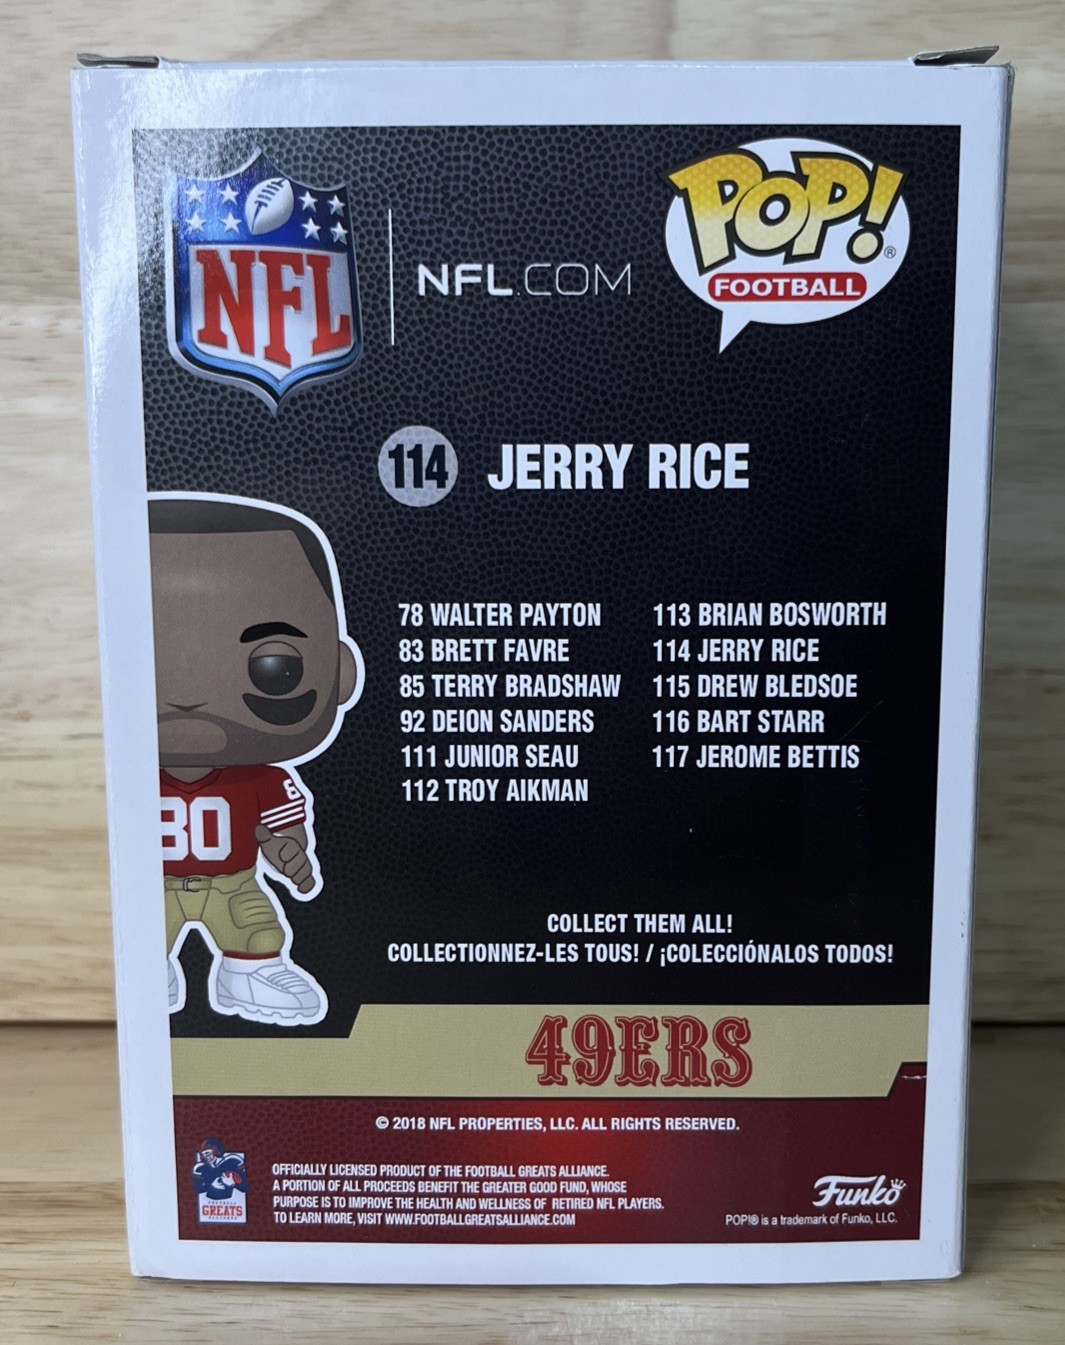 NFL
NFL.COM
POP!®
FOOTBALL
114 JERRY RICE
78 WALTER PAYTON
83 BRETT FAVRE
85 TERRY BRADSHAW
92 DEION SANDERS
111 JUNIOR SEAU
112 TROY AIKMAN
113 BRIAN BOSWORTH
114 JERRY RICE
115 DREW BLEDSOE
116 BART STARR
117 JEROME BETTIS
80
8
COLLECT THEM ALL!
COLLECTIONNEZ-LES TOUS! / ¡COLECCIÓNALOS TODOS!
49ERS
© 2018 NFL PROPERTIES, LLC. ALL RIGHTS RESERVED.
GREATS
OFFICIALLY LICENSED PRODUCT OF THE FOOTBALL GREATS ALLIANCE.
A PORTION OF ALL PROCEEDS BENEFIT THE GREATER GOOD FUND, WHOSE
PURPOSE IS TO IMPROVE THE HEALTH AND WELLNESS OF RETIRED NFL PLAYERS.
TO LEARN MORE, VISIT WWW.FOOTBALLGREATSALLIANCE.COM
Funko
POP!® is a trademark of Funko, LLC.